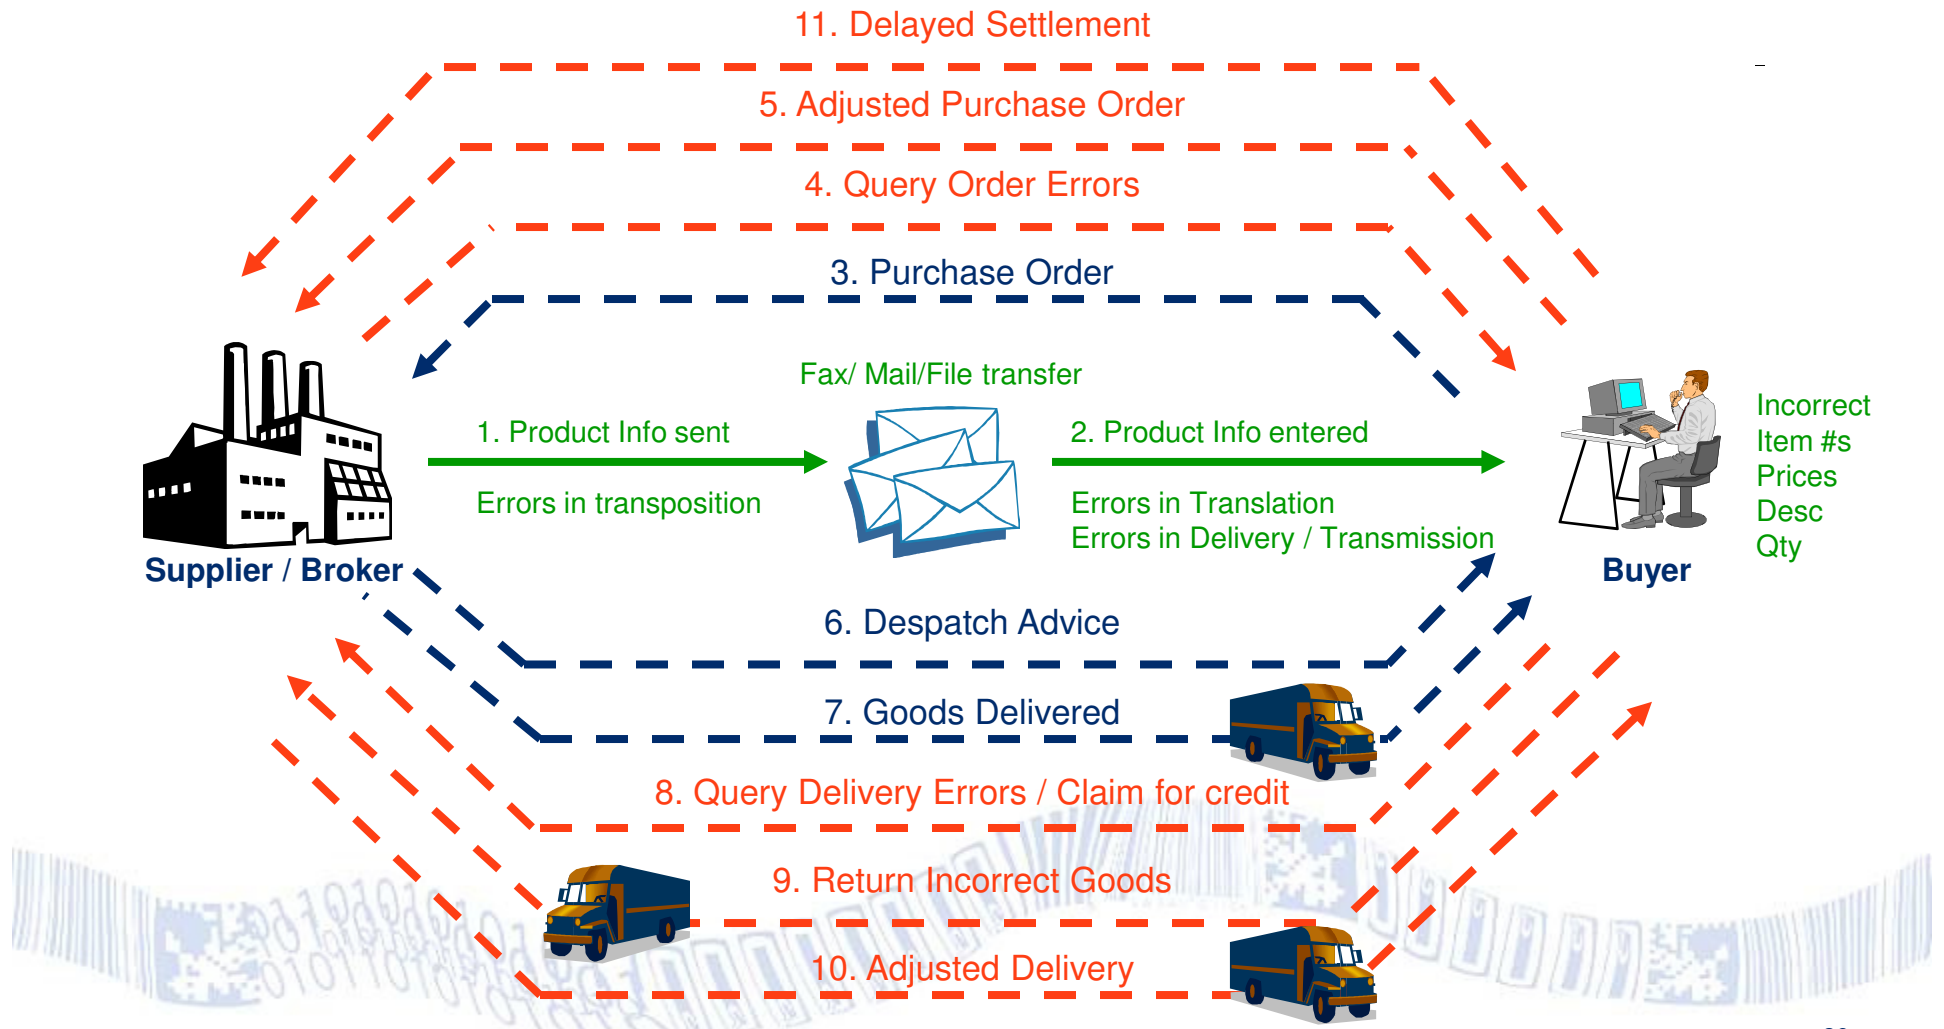 11. Delayed Settlement
5. Adjusted Purchase Order
4. Query Order Errors
3. Purchase Order
Fax/ Mail/File transfer
1. Product Info sent
2. Product Info entered
Errors in transposition
Errors in Translation
Errors in Delivery / Transmission
Incorrect
Item #s
Prices
Desc
Qty
Supplier / Broker
Buyer
6. Despatch Advice
7. Goods Delivered
8. Query Delivery Errors / Claim for credit
9. Return Incorrect Goods
10. Adjusted Delivery